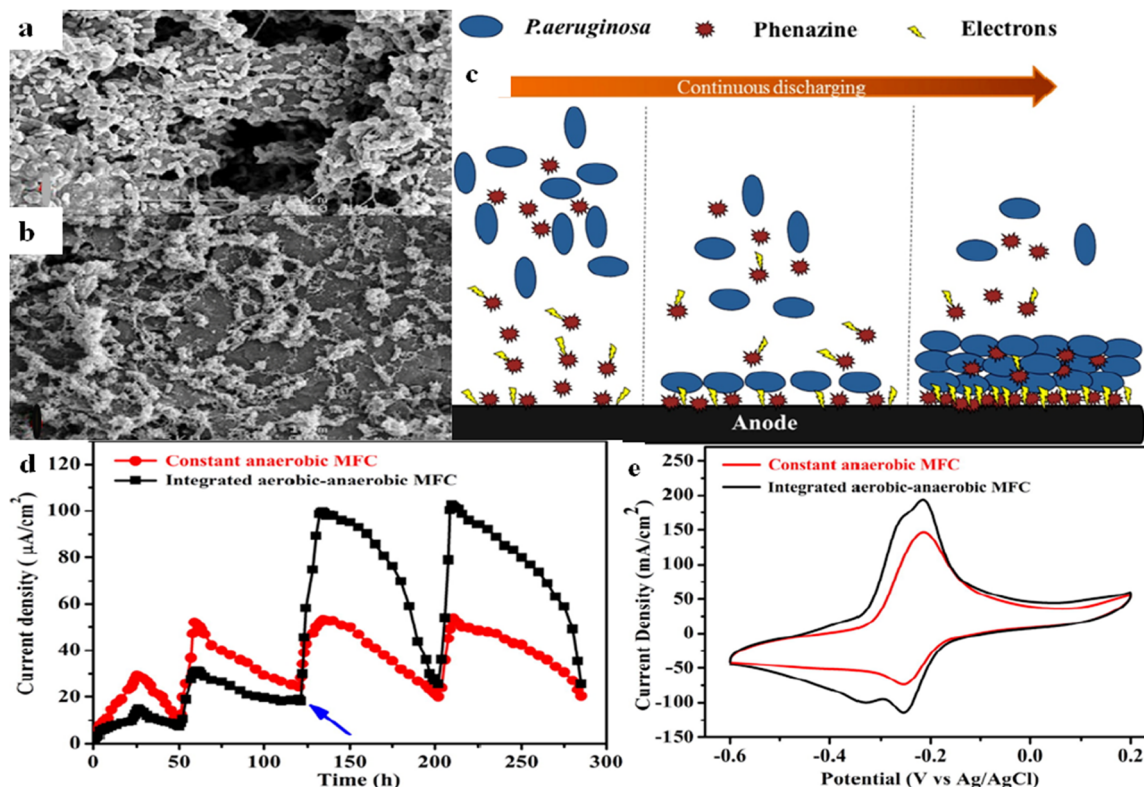 a
P.aeruginosa
Phenazine
Electrons
c
Continuous discharging
b
Anode
d
Constant anaerobic MFC
Integrated aerobic-anaerobic MFC
Current density ( μA/cm²)
120
100
80
60
40
20
0
0 50 100 150 200 250 300
Time (h)
e
Constant anaerobic MFC
Integrated aerobic-anaerobic MFC
Current Density (mA/cm²)
250
200
150
100
50
0
-50
-100
-150
-0.6 -0.4 -0.2 0.0 0.2
Potential (V vs Ag/AgCl)